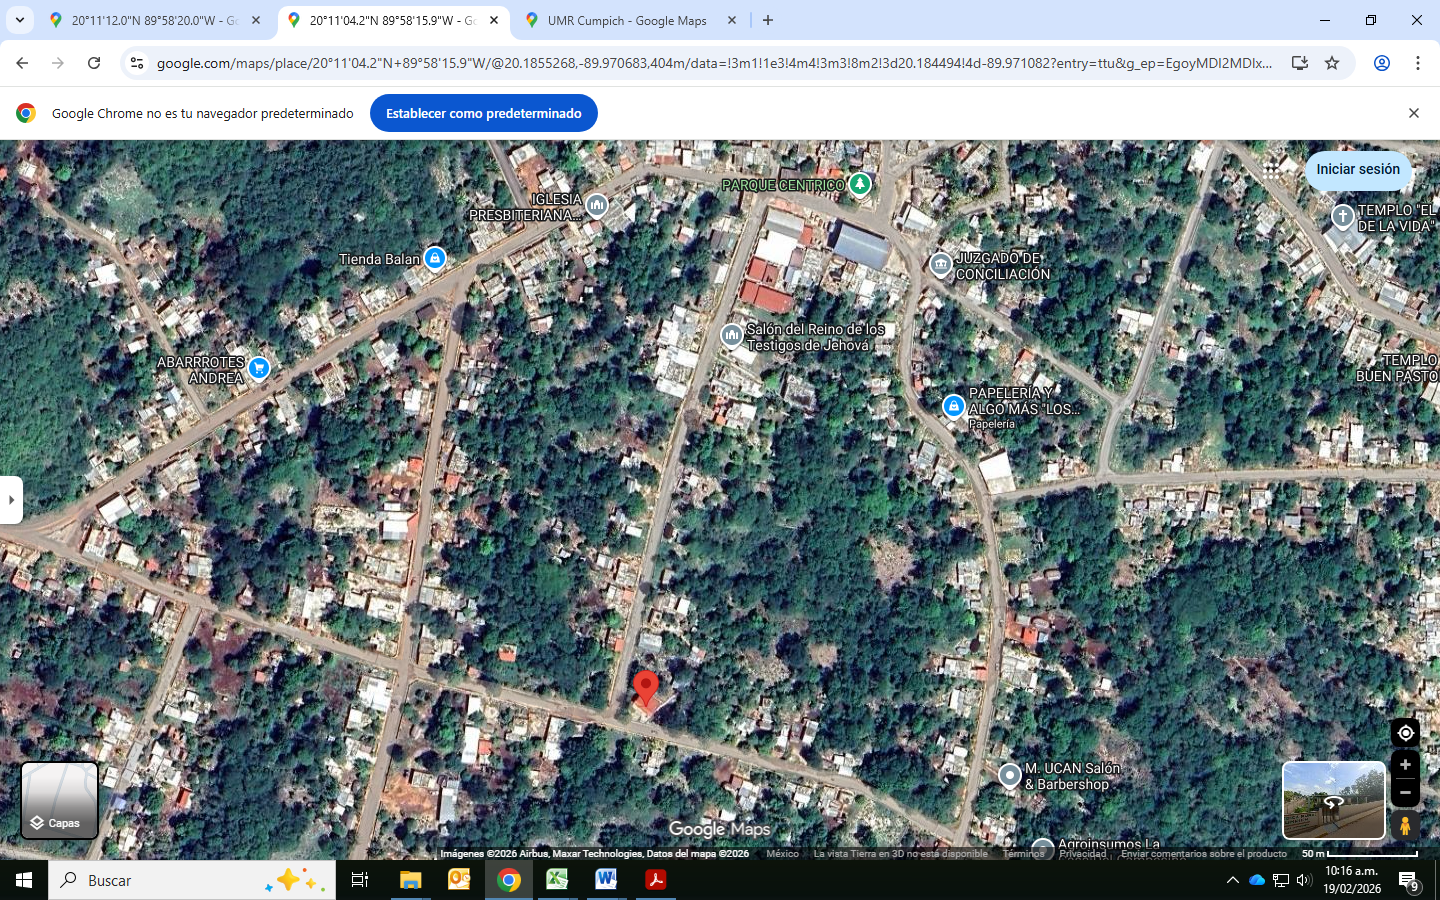 20°11'12.0"N 89°58'20.0"W - Go
20°11'04.2"N 89°58'15.9"W - Go
UMR Cumpich - Google Maps
google.com/maps/place/20°11'04.2"N+89°58'15.9"W/@20.1855268,-89.970683,404m/data=!3m1!1e3!4m4!3m3!8m2!3d20.184494!4d-89.971082?entry=ttu&g_ep=EgoyMDI2MDIx...
Google Chrome no es tu navegador predeterminado
Establecer como predeterminado
Iniciar sesión
PARQUE CENTRICO
IGLESIA
PRESBITERIANA...
TEMPLO "EL
DE LA VIDA"
Tienda Balan
JUZGADO DE
CONCILIACIÓN
Salón del Reino de los
Testigos de Jehová
ABARRROTES
ANDREA
TEMPLO
BUEN PASTO
PAPELERÍA Y
ALGO MÁS "LOS...
Papelería
M. UCAN Salón
& Barbershop
Capas
Google Maps
Agroinsumos La
Imágenes ©2026 Airbus, Maxar Technologies, Datos del mapa ©2026
México
La vista Tierra en 3D no está disponible
Términos
Privacidad
Enviar comentarios sobre el producto
50 m
Buscar
10:16 a.m.
19/02/2026
9